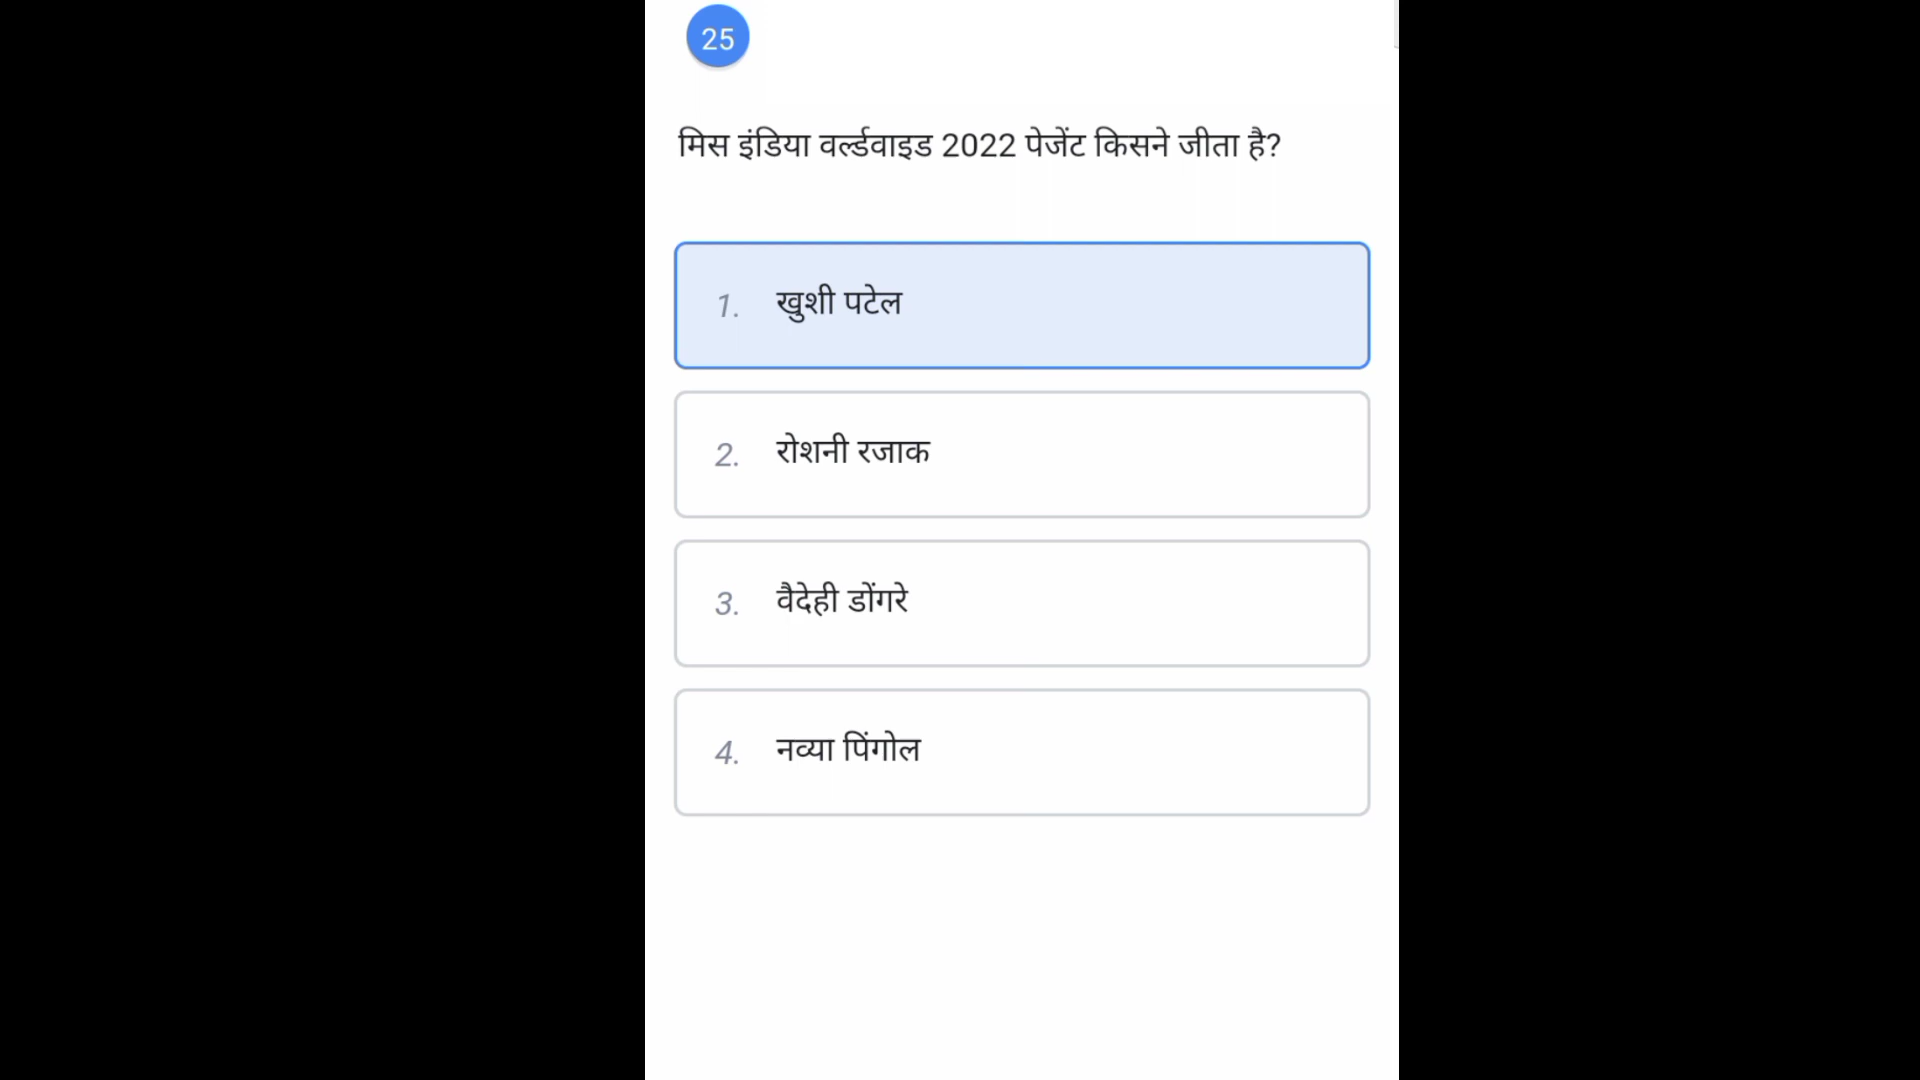 25
मिस इंडिया वर्ल्डवाइड 2022 पेजेंट किसने जीता है?
1. खुशी पटेल
2. रोशनी रजाक
3. वैदेही डोंगरे
4. नव्या पिंगोल